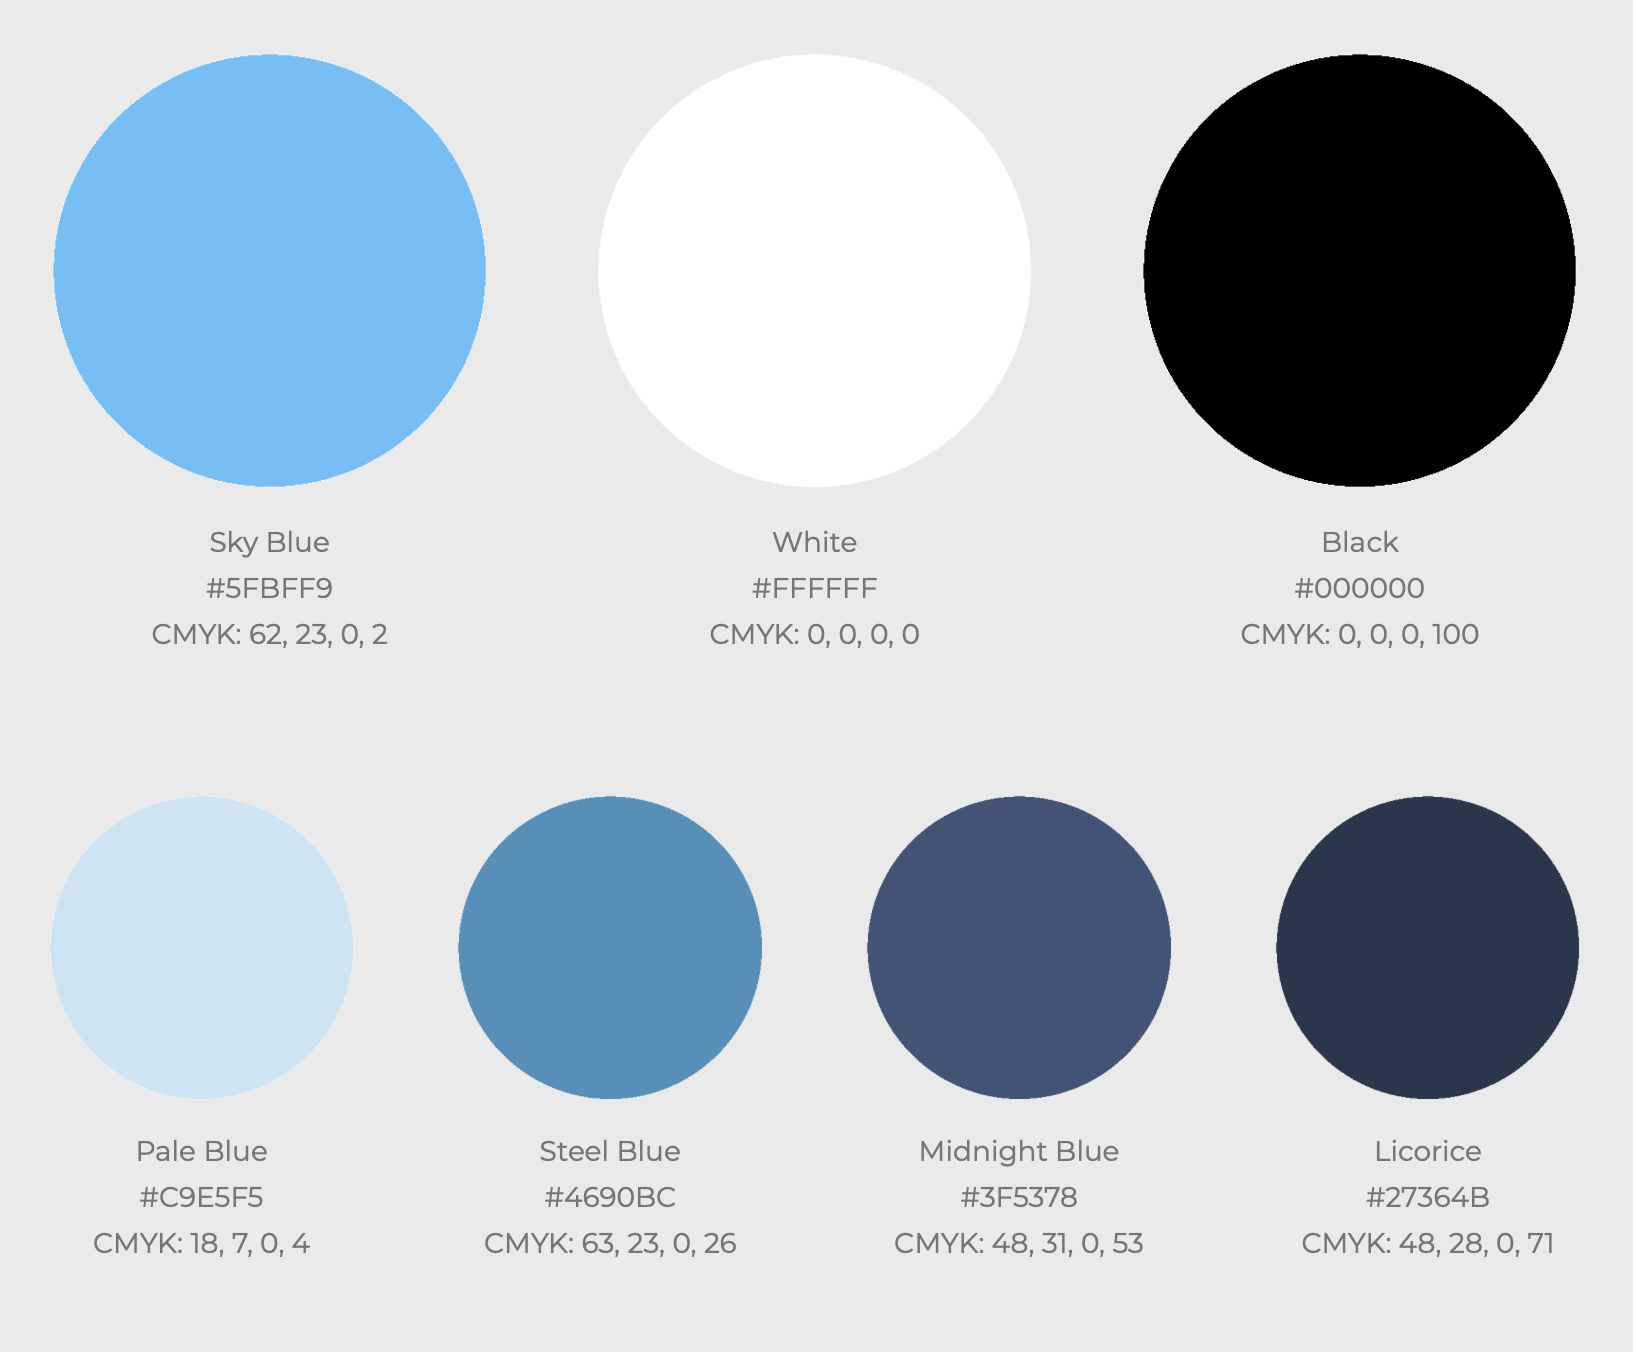 Sky Blue
#5FBFF9
CMYK: 62, 23, 0, 2
White
#FFFFFF
CMYK: 0, 0, 0, 0
Black
#000000
CMYK: 0, 0, 0, 100
Pale Blue
#C9E5F5
CMYK: 18, 7, 0, 4
Steel Blue
#4690BC
CMYK: 63, 23, 0, 26
Midnight Blue
#3F5378
CMYK: 48, 31, 0, 53
Licorice
#27364B
CMYK: 48, 28, 0, 71